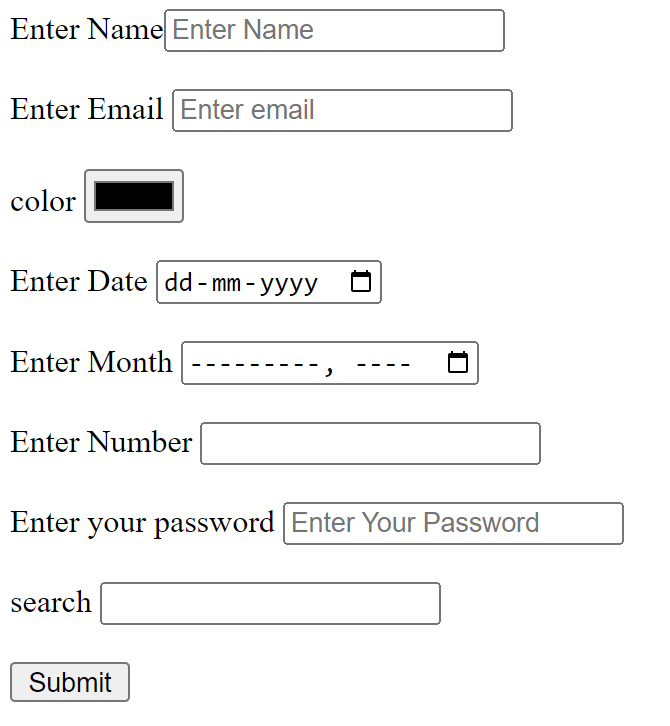 Enter Name Enter Name
Enter Email Enter email
color
Enter Date dd-mm-yyyy
Enter Month ---------, ----
Enter Number
Enter your password Enter Your Password
search
Submit